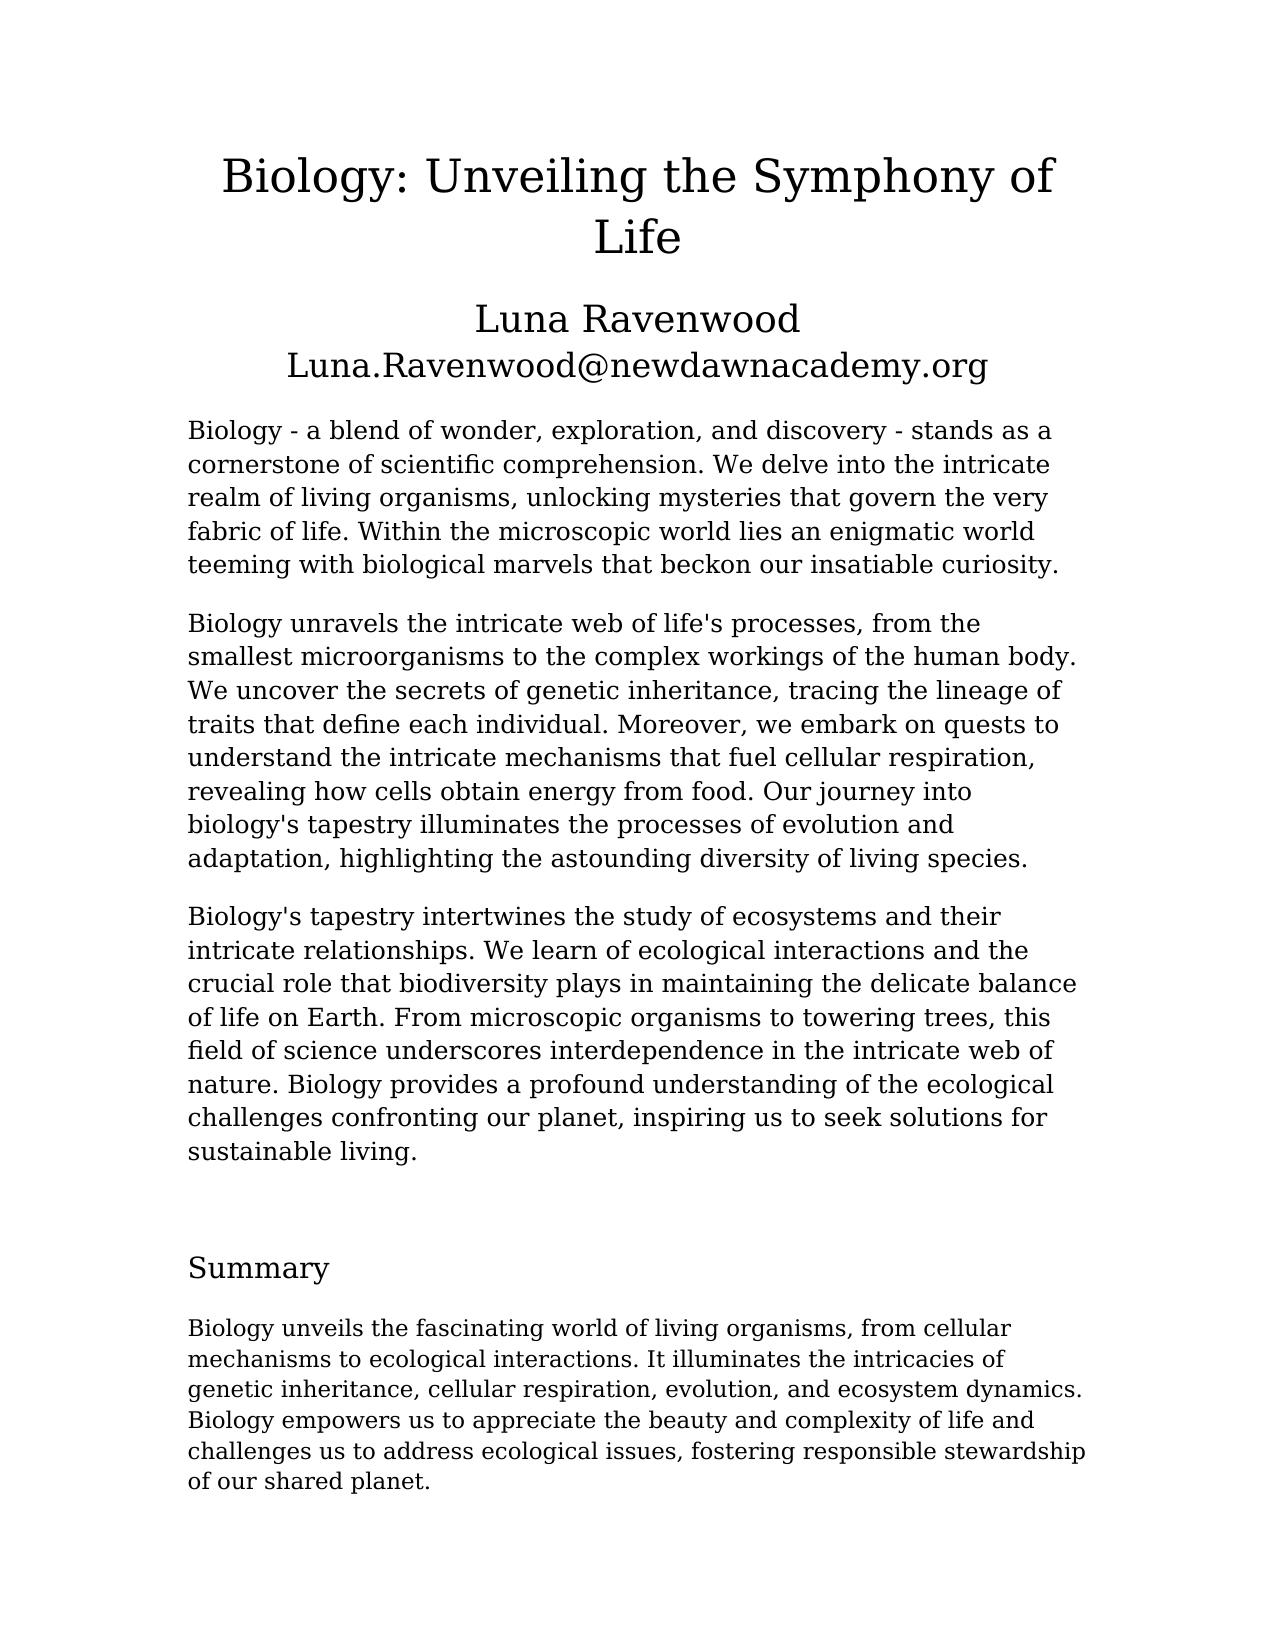 Biology: Unveiling the Symphony of
Life
Luna Ravenwood
Luna.Ravenwood@newdawnacademy.org
Biology - a blend of wonder, exploration, and discovery - stands as a
cornerstone of scientific comprehension. We delve into the intricate
realm of living organisms, unlocking mysteries that govern the very
fabric of life. Within the microscopic world lies an enigmatic world
teeming with biological marvels that beckon our insatiable curiosity.
Biology unravels the intricate web of life's processes, from the
smallest microorganisms to the complex workings of the human body.
We uncover the secrets of genetic inheritance, tracing the lineage of
traits that define each individual. Moreover, we embark on quests to
understand the intricate mechanisms that fuel cellular respiration,
revealing how cells obtain energy from food. Our journey into
biology's tapestry illuminates the processes of evolution and
adaptation, highlighting the astounding diversity of living species.
Biology's tapestry intertwines the study of ecosystems and their
intricate relationships. We learn of ecological interactions and the
crucial role that biodiversity plays in maintaining the delicate balance
of life on Earth. From microscopic organisms to towering trees, this
field of science underscores interdependence in the intricate web of
nature. Biology provides a profound understanding of the ecological
challenges confronting our planet, inspiring us to seek solutions for
sustainable living.
Summary
Biology unveils the fascinating world of living organisms, from cellular
mechanisms to ecological interactions. It illuminates the intricacies of
genetic inheritance, cellular respiration, evolution, and ecosystem dynamics.
Biology empowers us to appreciate the beauty and complexity of life and
challenges us to address ecological issues, fostering responsible stewardship
of our shared planet.